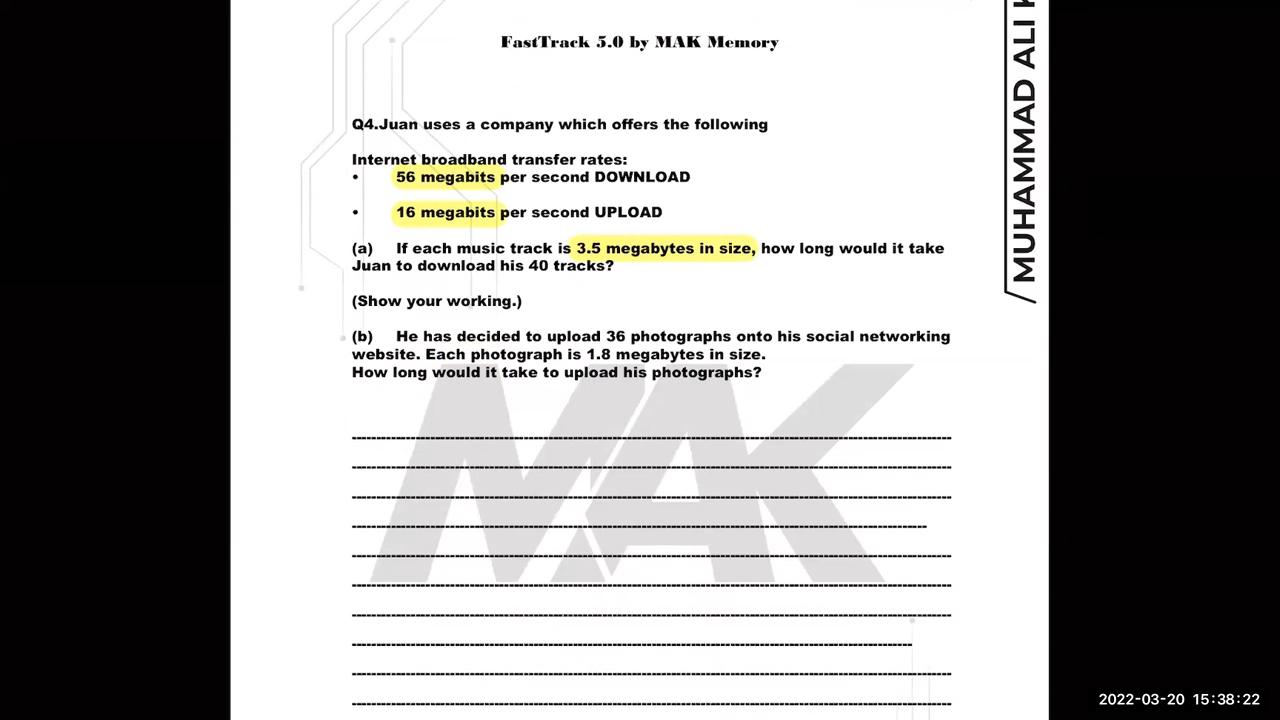 FastTrack 5.0 by MAK Memory
MUHAMMAD ALI
Q4.Juan uses a company which offers the following
Internet broadband transfer rates:
• 56 megabits per second DOWNLOAD
• 16 megabits per second UPLOAD
(a) If each music track is 3.5 megabytes in size, how long would it take
Juan to download his 40 tracks?
(Show your working.)
(b) He has decided to upload 36 photographs onto his social networking
website. Each photograph is 1.8 megabytes in size.
How long would it take to upload his photographs?
MAK
2022-03-20 15:38:22